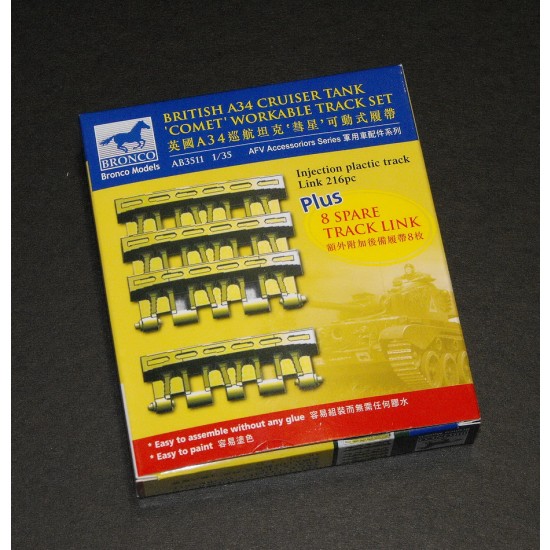 BRITISH A34 CRUISER TANK
'COMET' WORKABLE TRACK SET
英國A34巡航坦克‘彗星’可動式履帶
AB3511 1/35 AFV Accessoriors Series 軍用車配件系列
BRONCO
Bronco Models
Injection plactic track
Link 216pc
Plus
8 SPARE
TRACK LINK
額外附加後備履帶8枚
* Easy to assemble without any glue 容易組裝而無需任何膠水
* Easy to paint 容易塗色